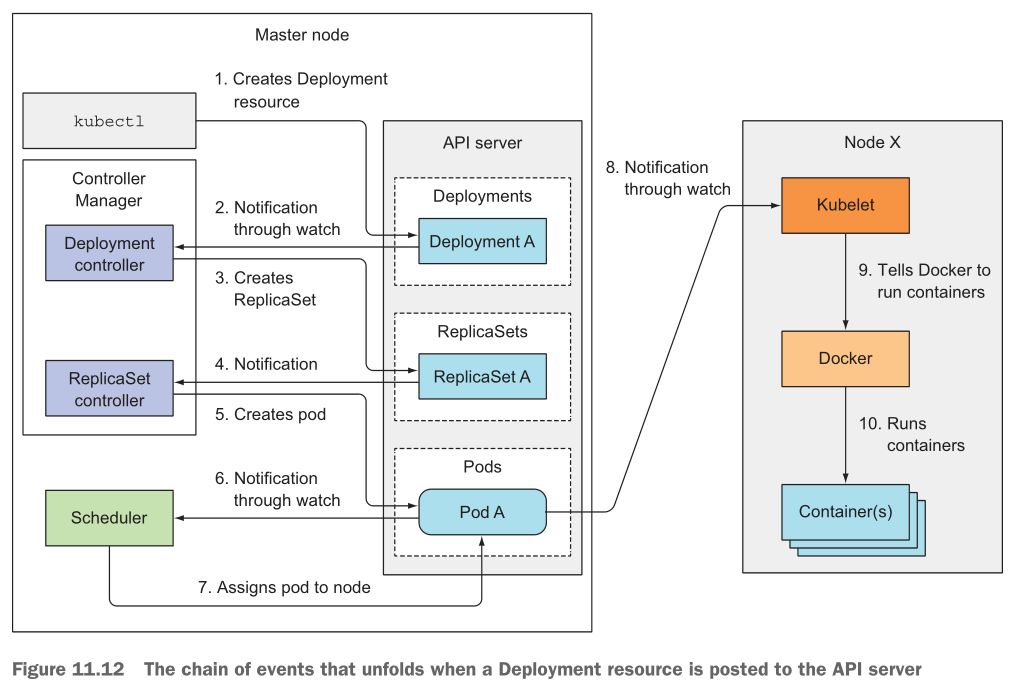 Master node
1. Creates Deployment
resource
kubectl
API server
Controller
Manager
Deployments
2. Notification
through watch
Deployment
controller
Deployment A
3. Creates
ReplicaSet
ReplicaSets
4. Notification
ReplicaSet
controller
ReplicaSet A
5. Creates pod
Pods
6. Notification
through watch
Scheduler
Pod A
7. Assigns pod to node
8. Notification
through watch
Node X
Kubelet
9. Tells Docker to
run containers
Docker
10. Runs
containers
Container(s)
Figure 11.12 The chain of events that unfolds when a Deployment resource is posted to the API server